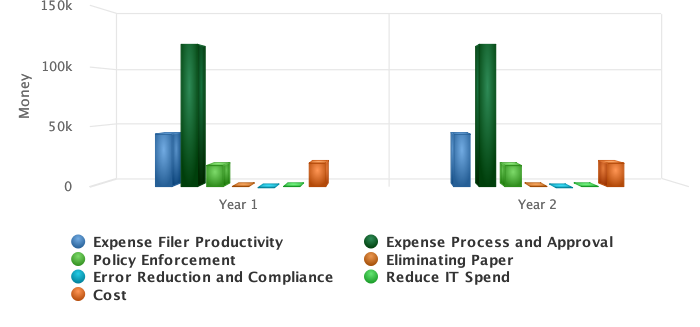 150k
100k
50k
0
Money
Year 1
Year 2
Expense Filer Productivity
Expense Process and Approval
Policy Enforcement
Eliminating Paper
Error Reduction and Compliance
Reduce IT Spend
Cost